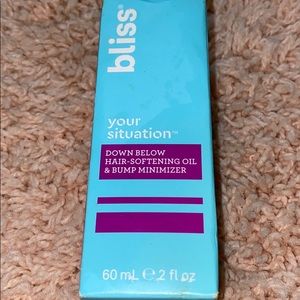 bliss®
your
situation™
DOWN BELOW
HAIR-SOFTENING OIL
& BUMP MINIMIZER
60 mL ℮ 2 fl oz